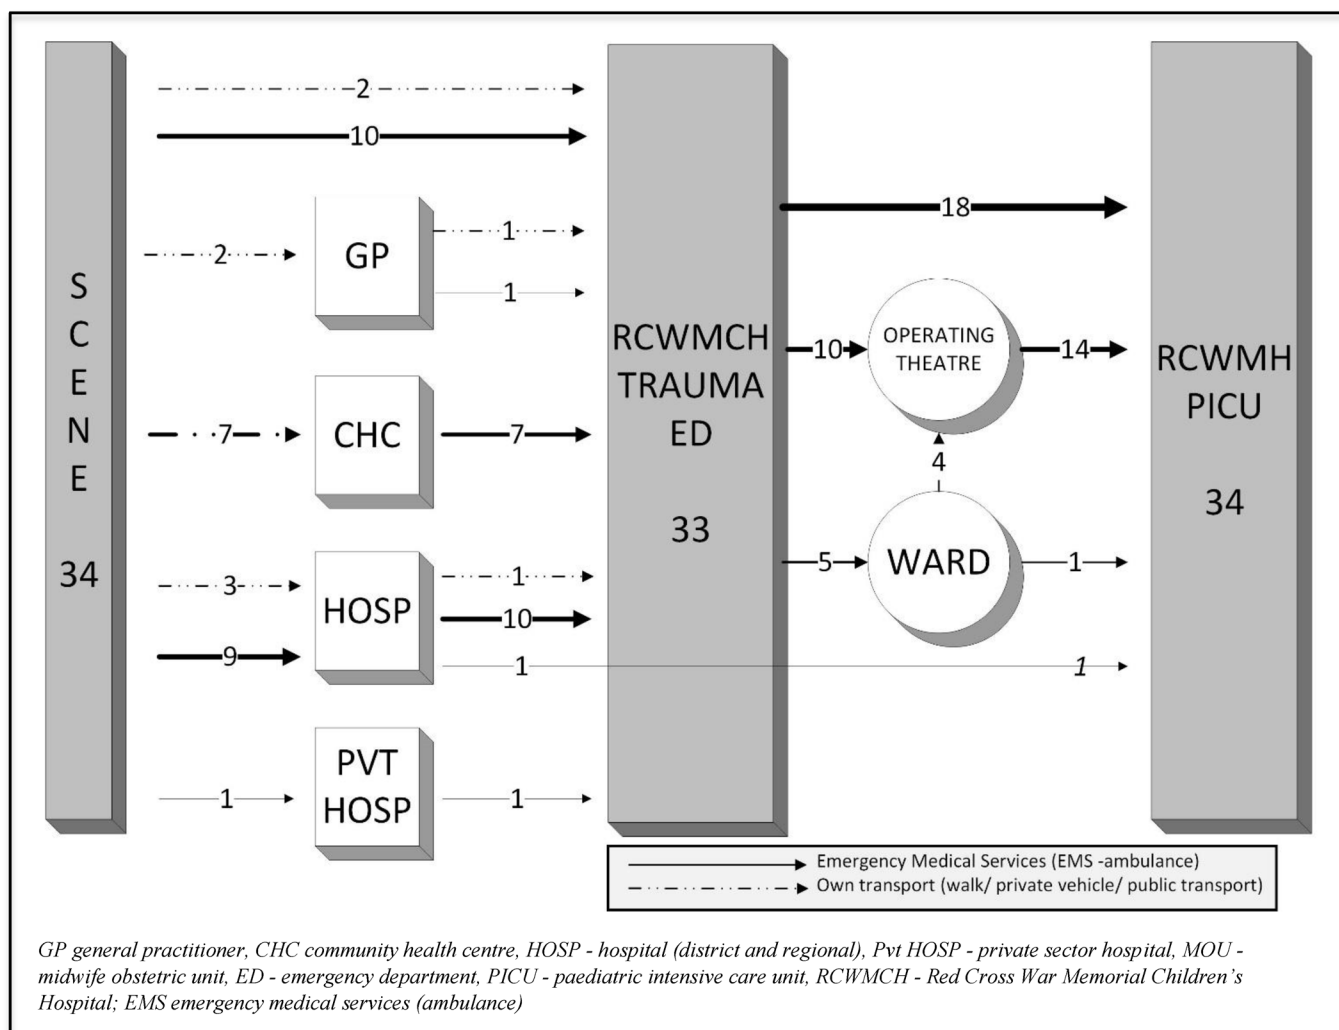 SCENE
34
2
10
2
GP
1
1
7
CHC
7
3
9
HOSP
1
10
1
1
PVT
HOSP
1
RCWMCH
TRAUMA
ED
33
18
10
OPERATING
THEATRE
14
4
5
WARD
1
1
RCWMH
PICU
34
Emergency Medical Services (EMS -ambulance)
Own transport (walk/ private vehicle/ public transport)
GP general practitioner, CHC community health centre, HOSP - hospital (district and regional), Pvt HOSP - private sector hospital, MOU -
midwife obstetric unit, ED - emergency department, PICU - paediatric intensive care unit, RCWMCH - Red Cross War Memorial Children’s
Hospital; EMS emergency medical services (ambulance)